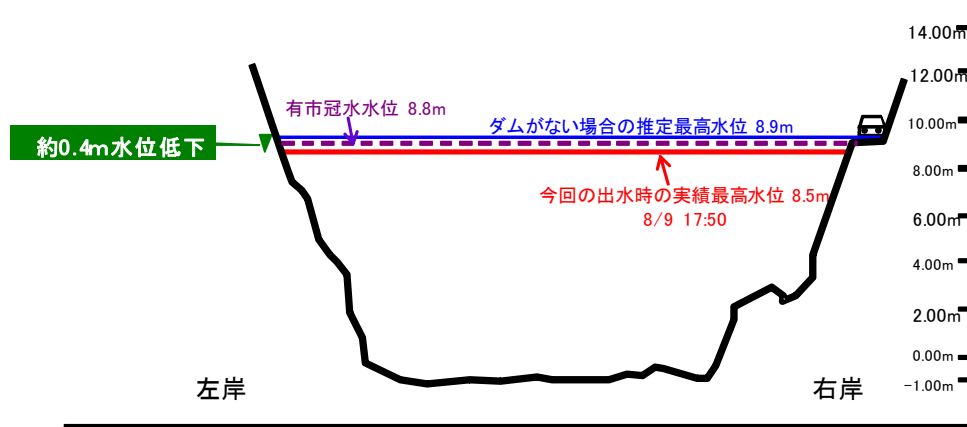 14.00m
12.00m
有市冠水水位 8.8m
ダムがない場合の推定最高水位 8.9m
10.00m
約0.4m水位低下
8.00m
今回の出水時の実績最高水位 8.5m
8/9 17:50
6.00m
4.00m
2.00m
0.00m
左岸
右岸
-1.00m